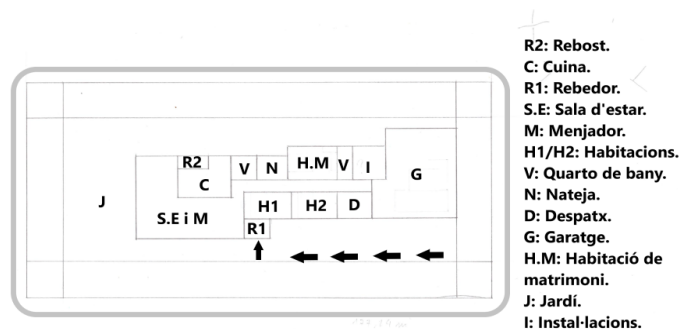 R2: Rebost.
C: Cuina.
R1: Rebedor.
S.E: Sala d'estar.
M: Menjador.
H1/H2: Habitacions.
V: Quarto de bany.
N: Nateja.
D: Despatx.
G: Garatge.
H.M: Habitació de
matrimoni.
J: Jardí.
I: Instal·lacions.
R2
V
N
H.M
V
I
G
C
J
S.E i M
H1
H2
D
R1